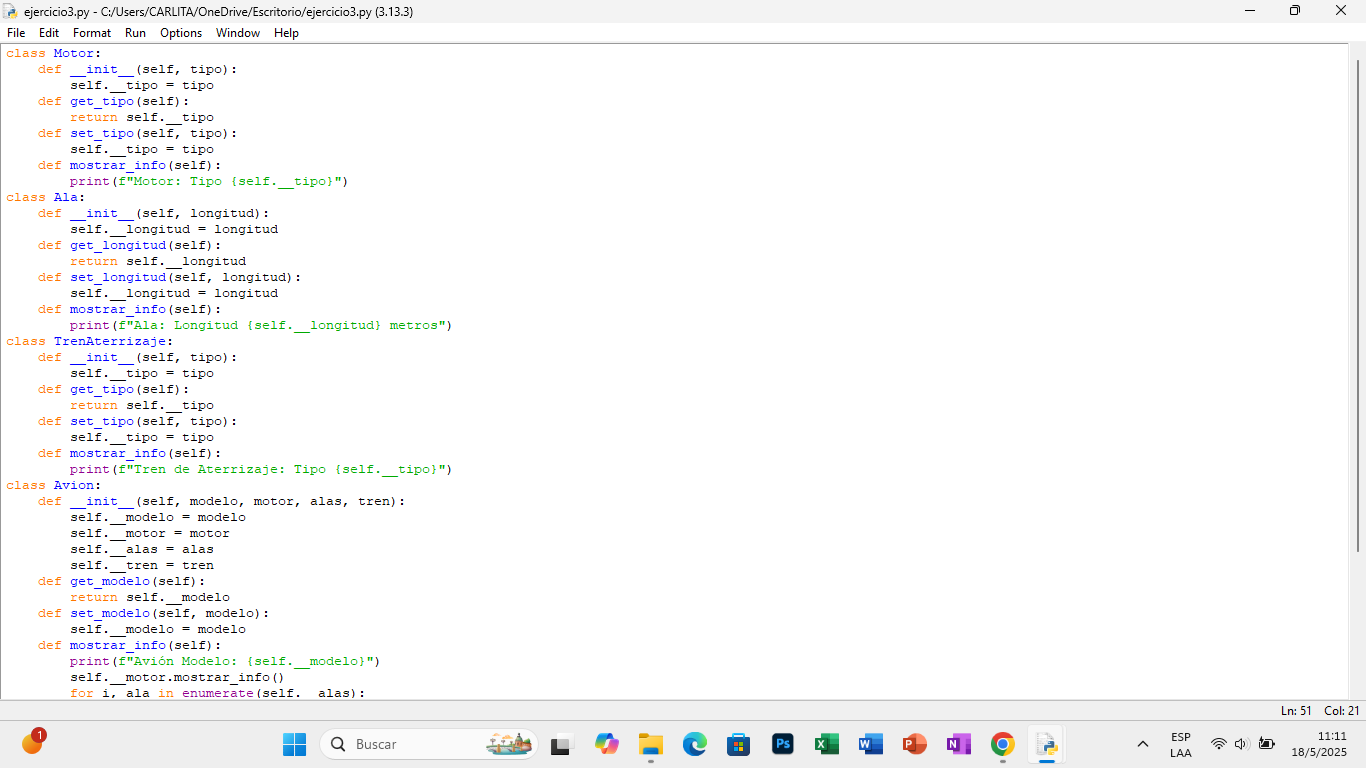 ejercicio3.py - C:/Users/CARLITA/OneDrive/Escritorio/ejercicio3.py (3.13.3)
File Edit Format Run Options Window Help
class Motor:
    def __init__(self, tipo):
        self.__tipo = tipo
    def get_tipo(self):
        return self.__tipo
    def set_tipo(self, tipo):
        self.__tipo = tipo
    def mostrar_info(self):
        print(f"Motor: Tipo {self.__tipo}")
class Ala:
    def __init__(self, longitud):
        self.__longitud = longitud
    def get_longitud(self):
        return self.__longitud
    def set_longitud(self, longitud):
        self.__longitud = longitud
    def mostrar_info(self):
        print(f"Ala: Longitud {self.__longitud} metros")
class TrenAterrizaje:
    def __init__(self, tipo):
        self.__tipo = tipo
    def get_tipo(self):
        return self.__tipo
    def set_tipo(self, tipo):
        self.__tipo = tipo
    def mostrar_info(self):
        print(f"Tren de Aterrizaje: Tipo {self.__tipo}")
class Avion:
    def __init__(self, modelo, motor, alas, tren):
        self.__modelo = modelo
        self.__motor = motor
        self.__alas = alas
        self.__tren = tren
    def get_modelo(self):
        return self.__modelo
    def set_modelo(self, modelo):
        self.__modelo = modelo
    def mostrar_info(self):
        print(f"Avión Modelo: {self.__modelo}")
        self.__motor.mostrar_info()
        for i, ala in enumerate(self.__alas):
Ln: 51 Col: 21
1
Buscar
Ps
ESP
LAA
11:11
18/5/2025